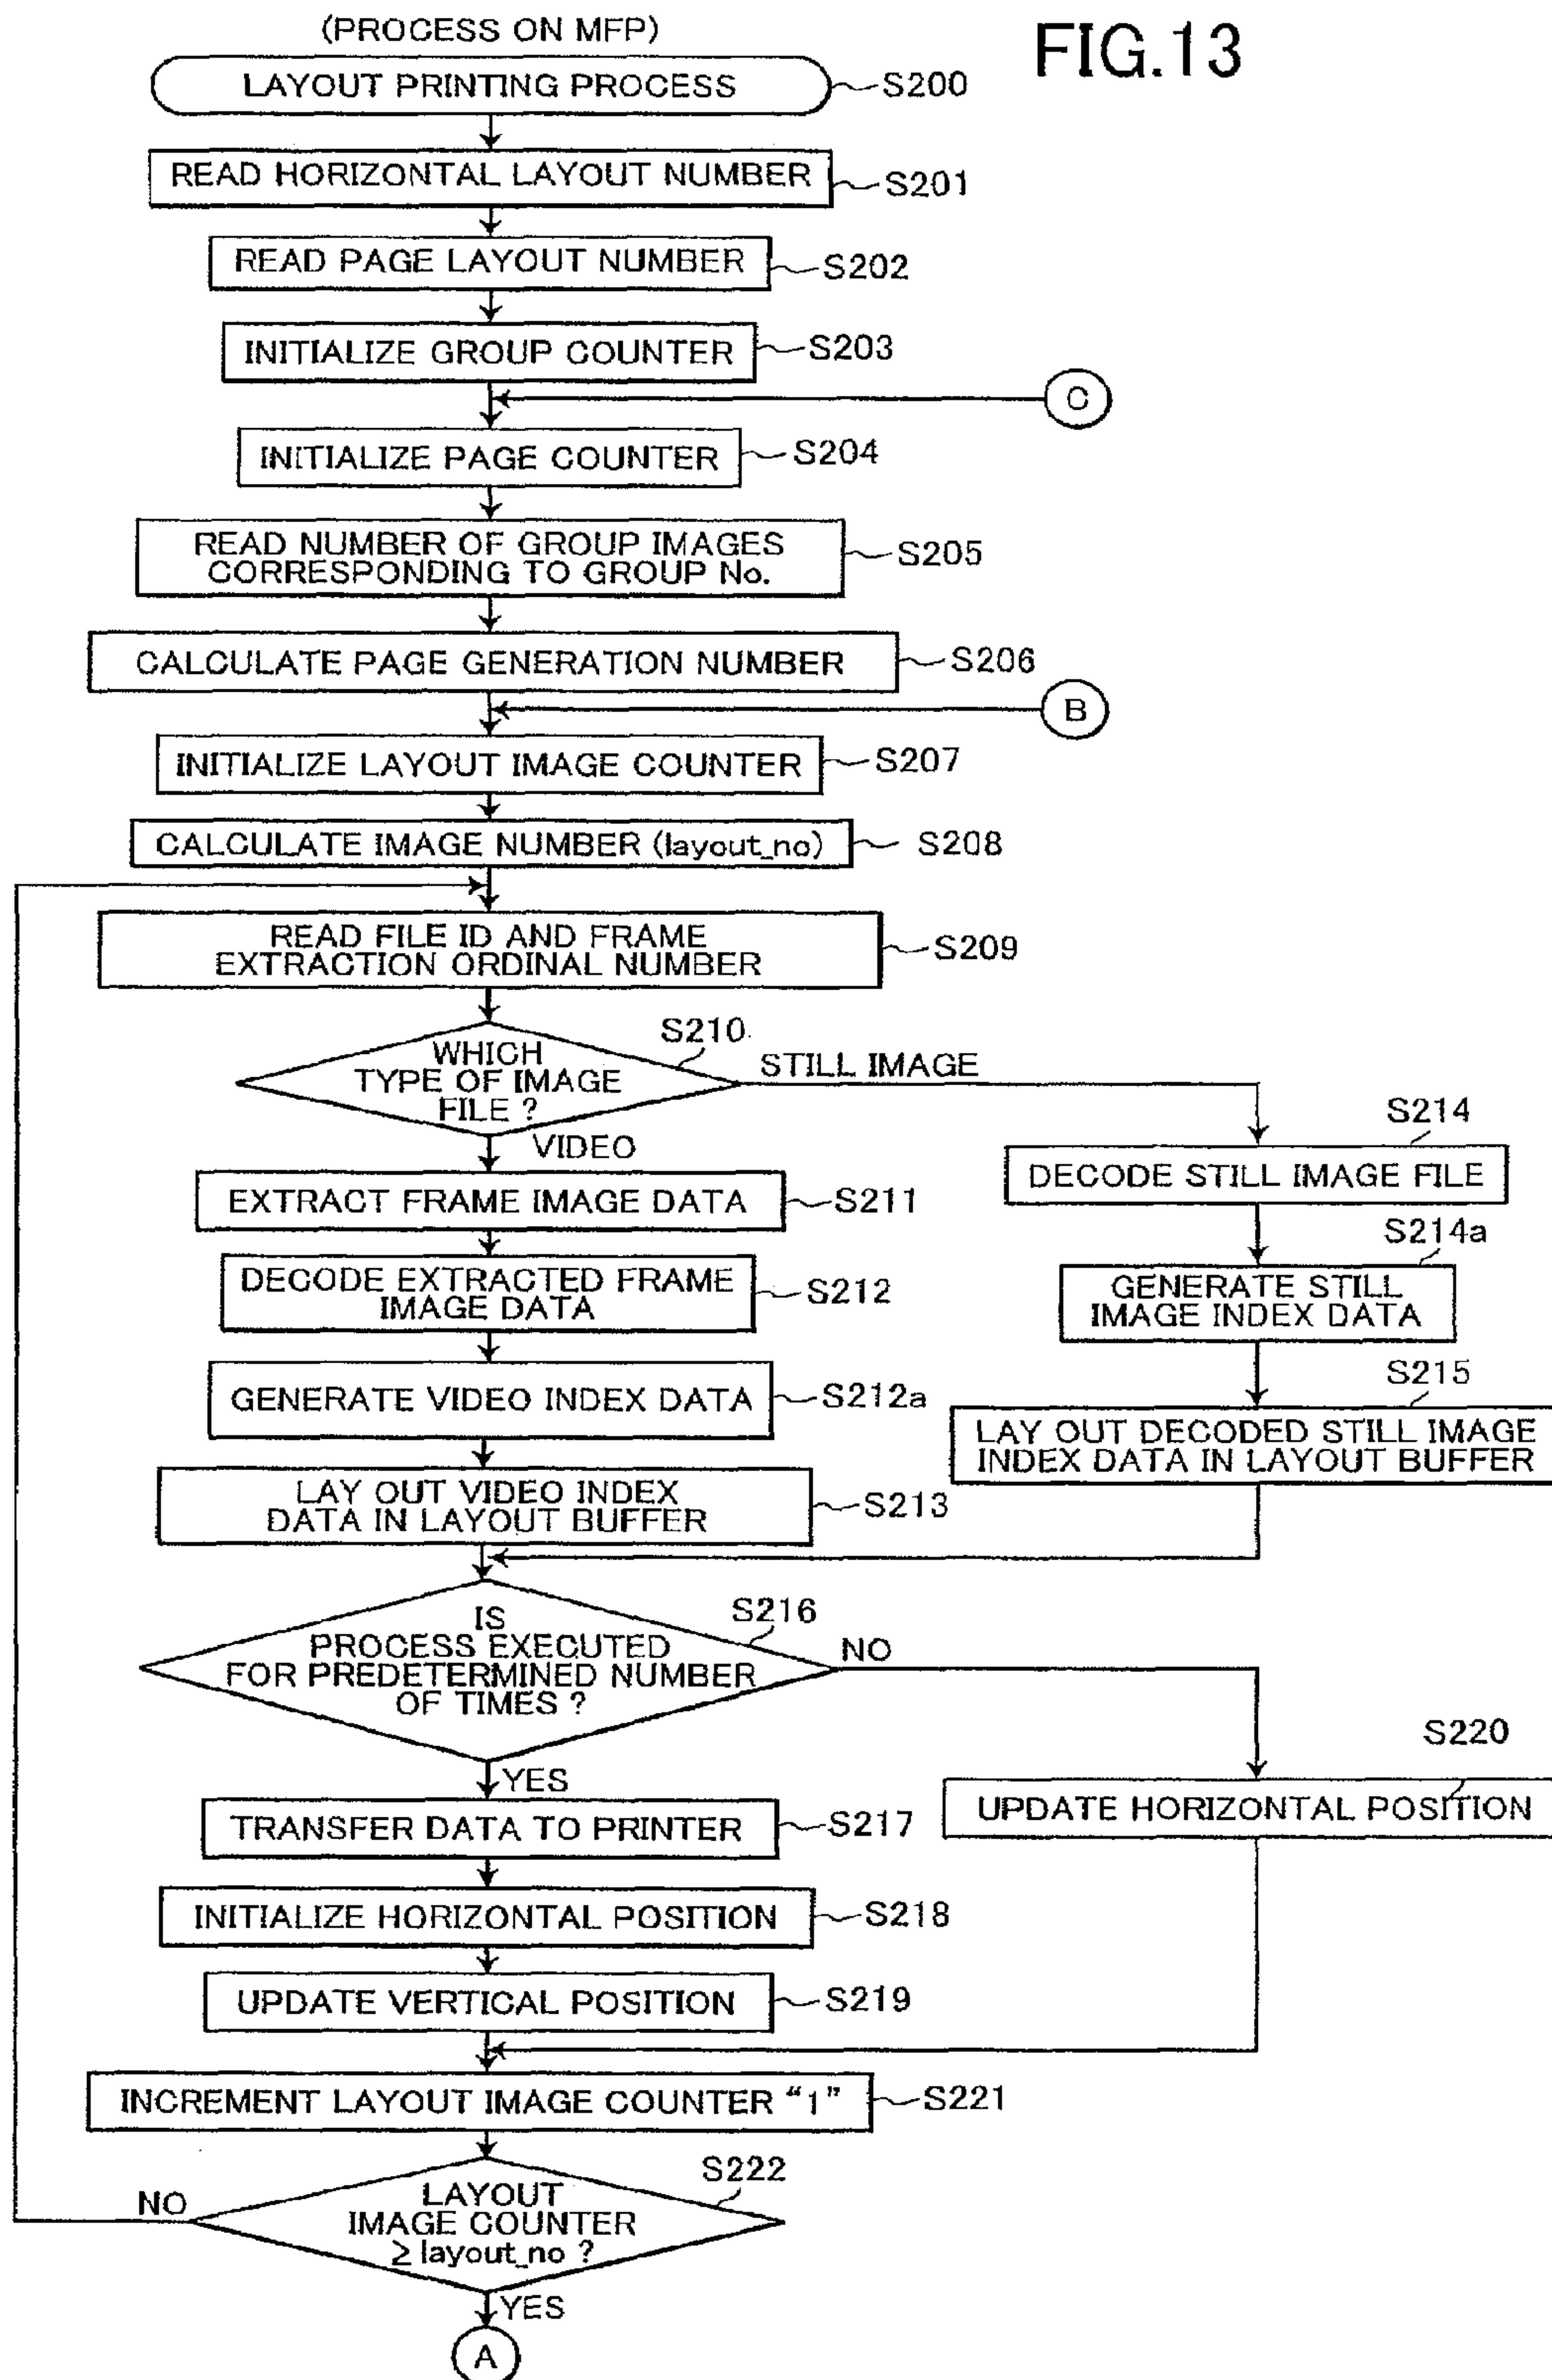 (PROCESS ON MFP)
FIG.13
LAYOUT PRINTING PROCESS
S200
READ HORIZONTAL LAYOUT NUMBER
S201
READ PAGE LAYOUT NUMBER
S202
INITIALIZE GROUP COUNTER
S203
C
INITIALIZE PAGE COUNTER
S204
READ NUMBER OF GROUP IMAGES
CORRESPONDING TO GROUP No.
S205
CALCULATE PAGE GENERATION NUMBER
S206
B
INITIALIZE LAYOUT IMAGE COUNTER
S207
CALCULATE IMAGE NUMBER (layout_no)
S208
READ FILE ID AND FRAME
EXTRACTION ORDINAL NUMBER
S209
S210
WHICH
TYPE OF IMAGE
FILE ?
STILL IMAGE
VIDEO
S214
DECODE STILL IMAGE FILE
EXTRACT FRAME IMAGE DATA
S211
S214a
GENERATE STILL
IMAGE INDEX DATA
DECODE EXTRACTED FRAME
IMAGE DATA
S212
S215
GENERATE VIDEO INDEX DATA
S212a
LAY OUT DECODED STILL IMAGE
INDEX DATA IN LAYOUT BUFFER
LAY OUT VIDEO INDEX
DATA IN LAYOUT BUFFER
S213
S216
IS
PROCESS EXECUTED
FOR PREDETERMINED NUMBER
OF TIMES ?
NO
YES
S220
UPDATE HORIZONTAL POSITION
TRANSFER DATA TO PRINTER
S217
INITIALIZE HORIZONTAL POSITION
S218
UPDATE VERTICAL POSITION
S219
INCREMENT LAYOUT IMAGE COUNTER “1”
S221
S222
LAYOUT
IMAGE COUNTER
≥ layout_no ?
NO
YES
A